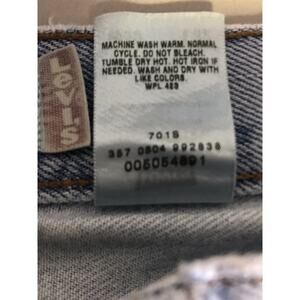 Levi's
MACHINE WASH WARM. NORMAL
CYCLE. DO NOT BLEACH.
TUMBLE DRY HOT. HOT IRON IF
NEEDED. WASH AND DRY WITH
LIKE COLORS.
WPL 423
701S
357 0804 992836
005054891